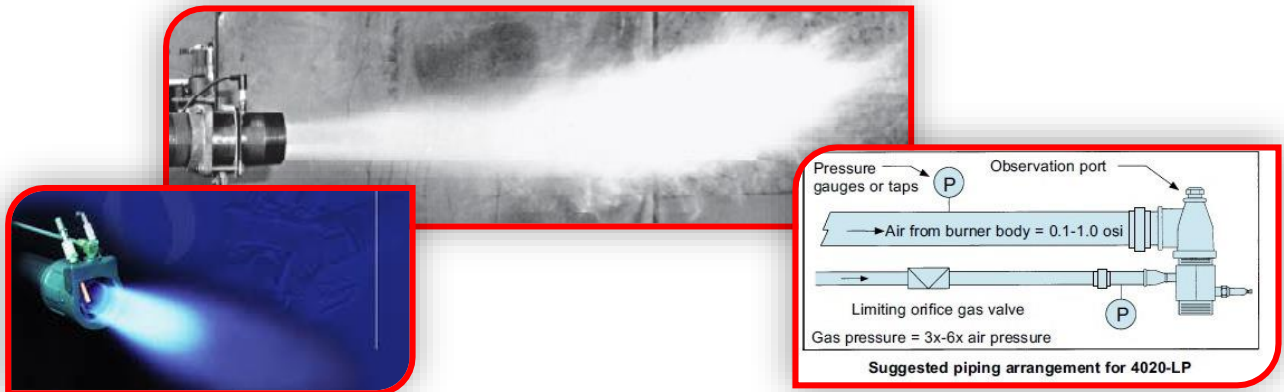 Pressure
gauges or taps
P
Observation port
Air from burner body = 0.1-1.0 osi
Limiting orifice gas valve
P
Gas pressure = 3x-6x air pressure
Suggested piping arrangement for 4020-LP